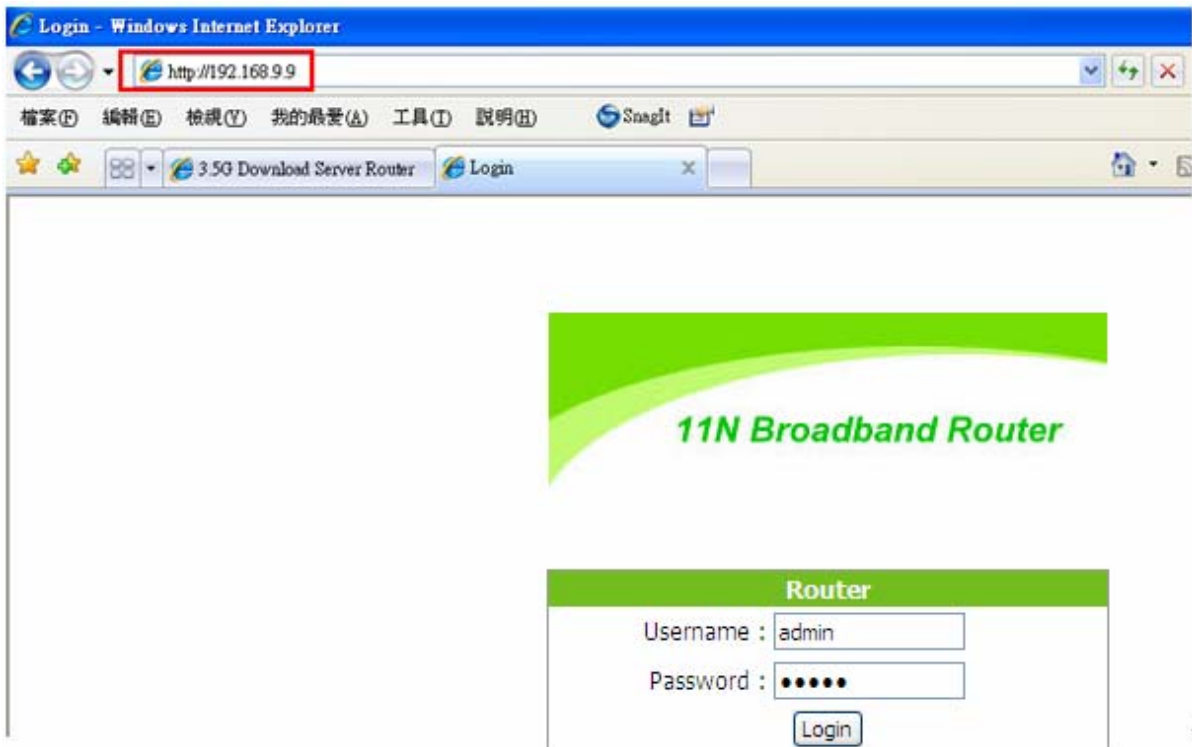 Login - Windows Internet Explorer
http://192.168.9.9
檔案(F) 編輯(E) 檢視(V) 我的最愛(A) 工具(T) 說明(H) SnagIt
3.5G Download Server Router Login
11N Broadband Router
Router
Username : admin
Password : •••••
Login